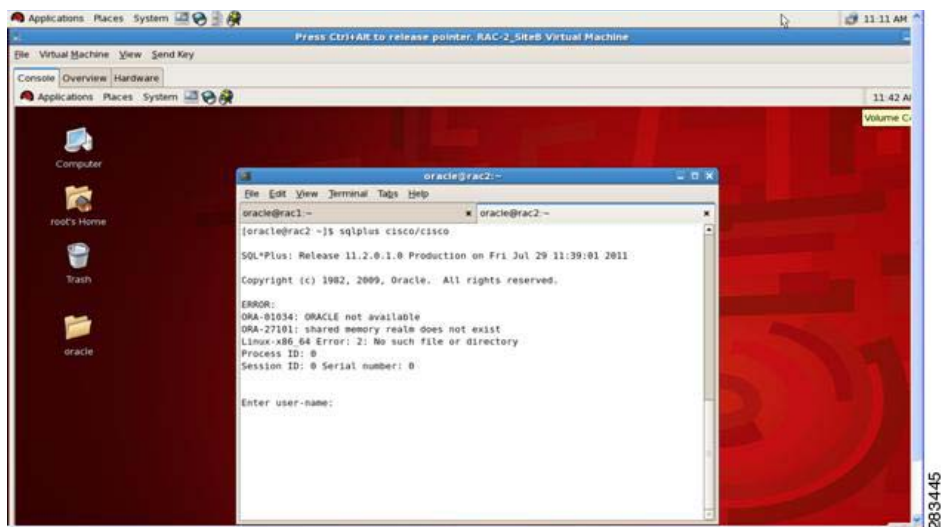 Applications Places System
11:11 AM
Press Ctrl+Alt to release pointer. RAC-2_SiteB Virtual Machine
File Virtual Machine View Send Key
Console Overview Hardware
Applications Places System
11:42 A
Volume C
Computer
root's Home
Trash
oracle
oracle@rac2:~
File Edit View Terminal Tabs Help
oracle@rac1:~
oracle@rac2:~
[oracle@rac2 ~]$ sqlplus cisco/cisco
SQL*Plus: Release 11.2.0.1.0 Production on Fri Jul 29 11:39:01 2011
Copyright (c) 1982, 2009, Oracle. All rights reserved.
ERROR:
ORA-01034: ORACLE not available
ORA-27101: shared memory realm does not exist
Linux-x86_64 Error: 2: No such file or directory
Process ID: 0
Session ID: 0 Serial number: 0
Enter user-name:
283445